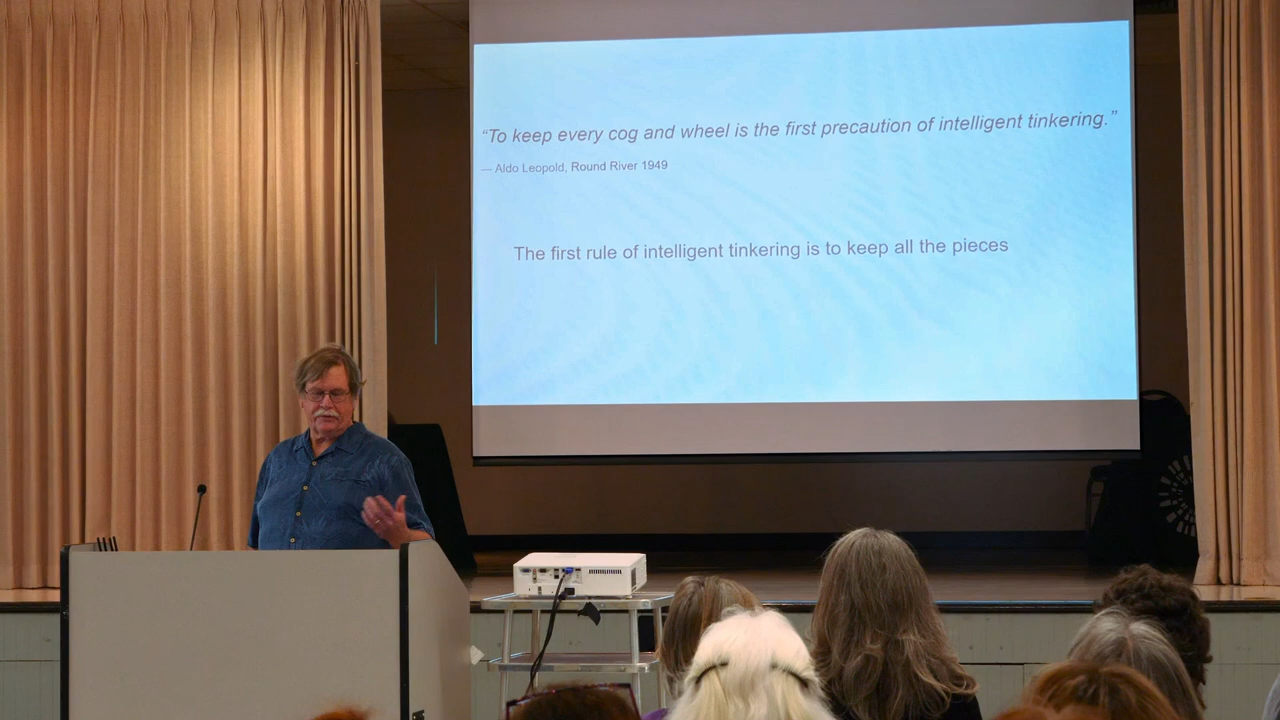 “To keep every cog and wheel is the first precaution of intelligent tinkering.”
— Aldo Leopold, Round River 1949
The first rule of intelligent tinkering is to keep all the pieces